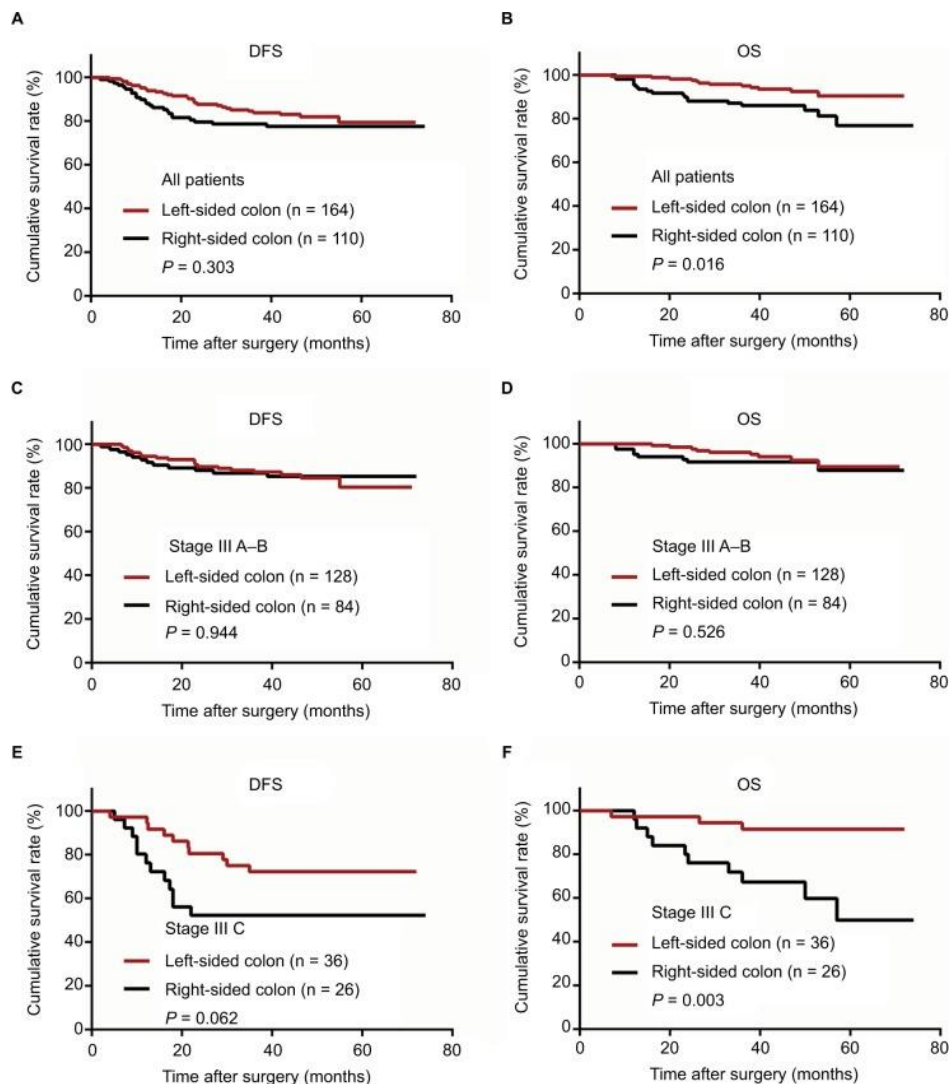 A
DFS
Cumulative survival rate (%)
100
80
60
40
20
0
All patients
Left-sided colon (n = 164)
Right-sided colon (n = 110)
P = 0.303
0 20 40 60 80
Time after surgery (months)
B
OS
Cumulative survival rate (%)
100
80
60
40
20
0
All patients
Left-sided colon (n = 164)
Right-sided colon (n = 110)
P = 0.016
0 20 40 60 80
Time after surgery (months)
C
DFS
Cumulative survival rate (%)
100
80
60
40
20
0
Stage III A–B
Left-sided colon (n = 128)
Right-sided colon (n = 84)
P = 0.944
0 20 40 60 80
Time after surgery (months)
D
OS
Cumulative survival rate (%)
100
80
60
40
20
0
Stage III A–B
Left-sided colon (n = 128)
Right-sided colon (n = 84)
P = 0.526
0 20 40 60 80
Time after surgery (months)
E
DFS
Cumulative survival rate (%)
100
80
60
40
20
0
Stage III C
Left-sided colon (n = 36)
Right-sided colon (n = 26)
P = 0.062
0 20 40 60 80
Time after surgery (months)
F
OS
Cumulative survival rate (%)
100
80
60
40
20
0
Stage III C
Left-sided colon (n = 36)
Right-sided colon (n = 26)
P = 0.003
0 20 40 60 80
Time after surgery (months)